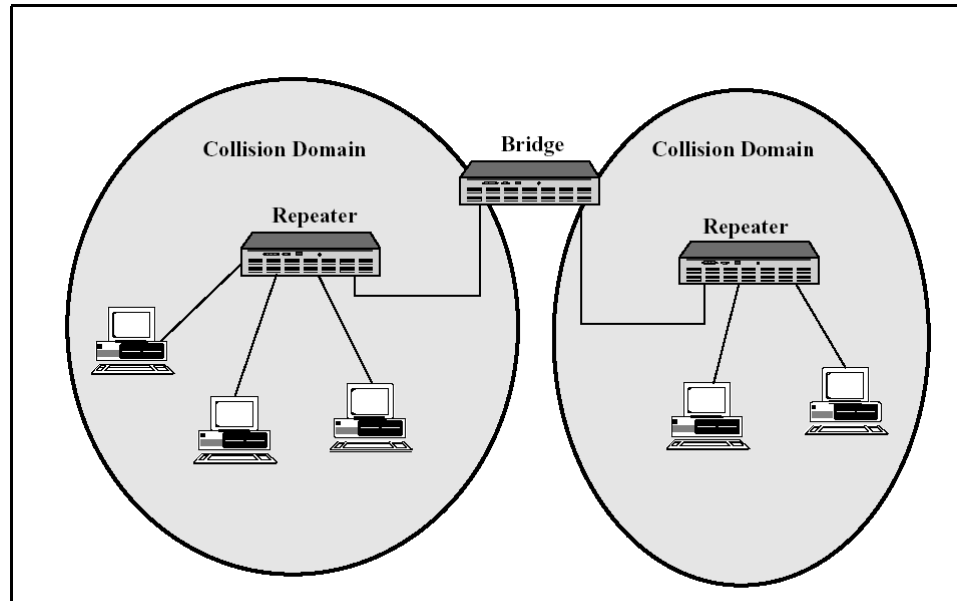 Bridge
Collision Domain
Collision Domain
Repeater
Repeater